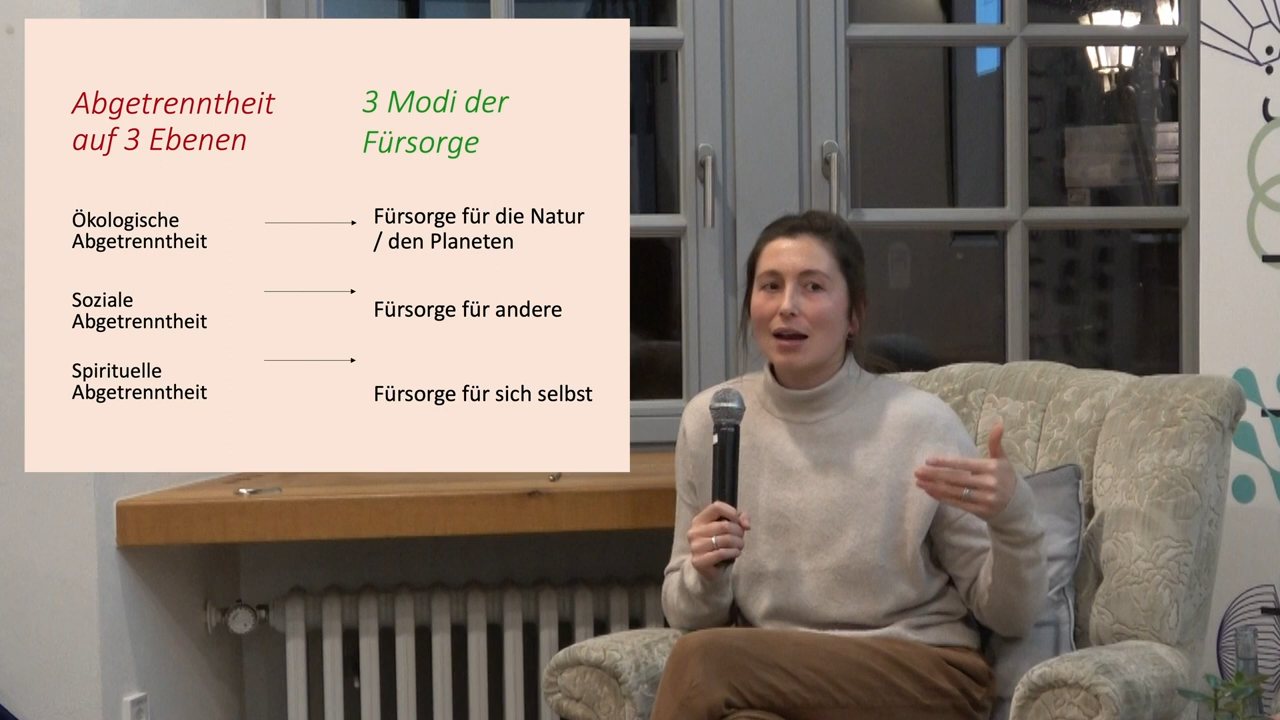 Abgetrenntheit
auf 3 Ebenen
3 Modi der
Fürsorge
Ökologische
Abgetrenntheit
Fürsorge für die Natur
/ den Planeten
Soziale
Abgetrenntheit
Fürsorge für andere
Spirituelle
Abgetrenntheit
Fürsorge für sich selbst